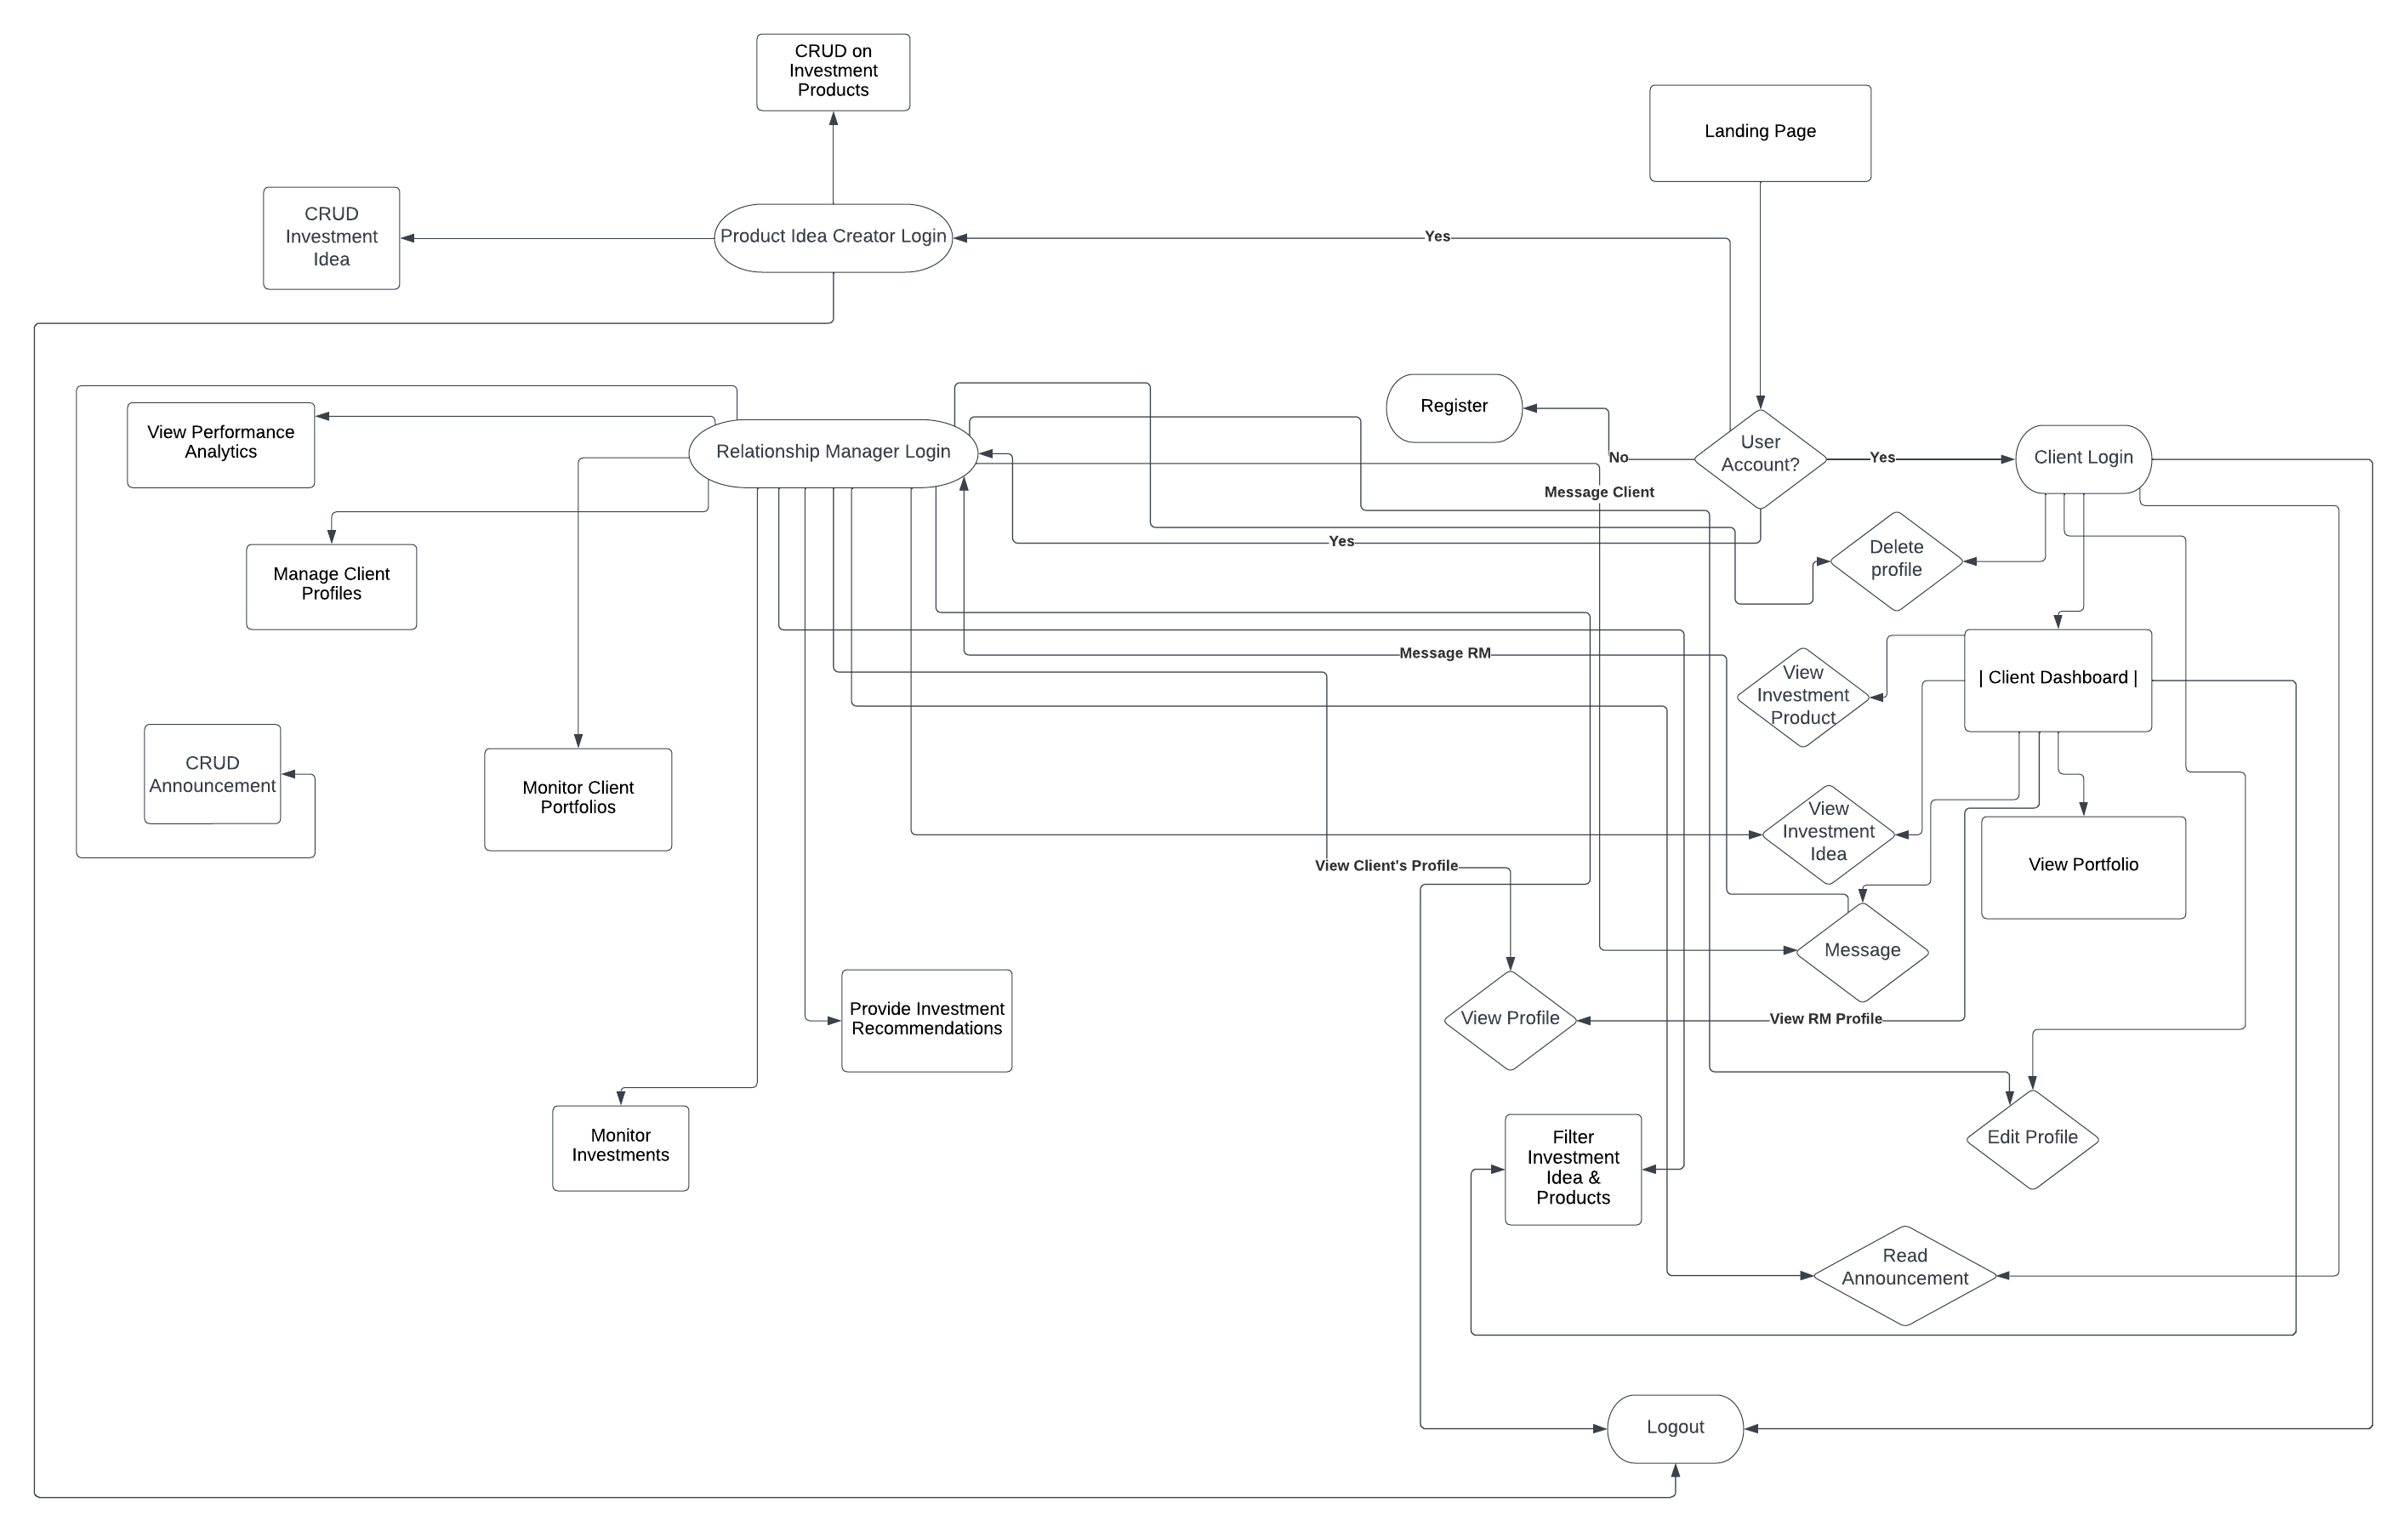 CRUD on
Investment
Products
Landing Page
CRUD
Investment
Idea
Product Idea Creator Login
Yes
Register
View Performance
Analytics
Relationship Manager Login
User
Account?
No
Yes
Client Login
Message Client
Yes
Delete
profile
Manage Client
Profiles
Message RM
View
Investment
Product
| Client Dashboard |
CRUD
Announcement
Monitor Client
Portfolios
View
Investment
Idea
View Client's Profile
View Portfolio
Message
Provide Investment
Recommendations
View Profile
View RM Profile
Monitor
Investments
Filter
Investment
Idea &
Products
Edit Profile
Read
Announcement
Logout